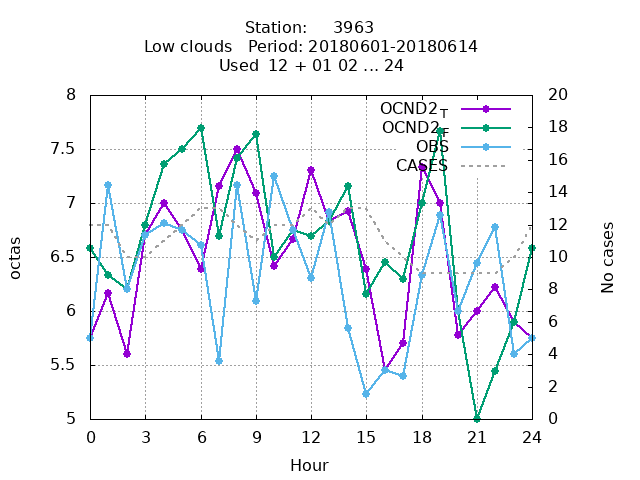 Station: 3963
Low clouds Period: 20180601-20180614
Used 12 + 01 02 ... 24
8 20
OCND2T
18
OCND2F
7.5 OBS
16
CASES
14
7
12
octas 6.5 10 No cases
8
6
6
5.5 4
2
5 0
0 3 6 9 12 15 18 21 24
Hour